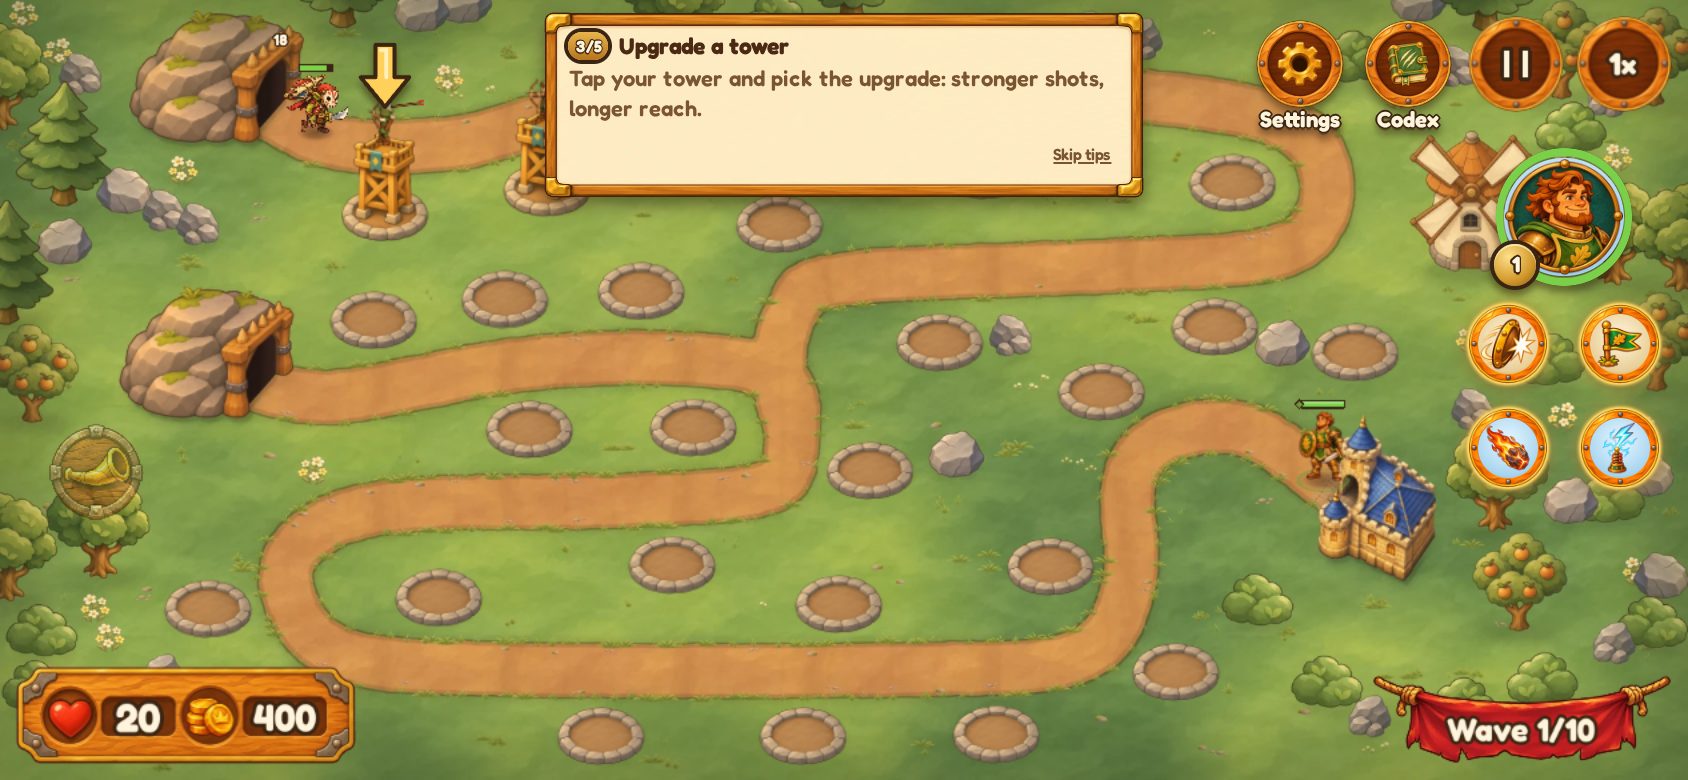 18
3/5 Upgrade a tower
Tap your tower and pick the upgrade: stronger shots,
longer reach.
Skip tips
Settings
Codex
1x
1
20
400
Wave 1/10